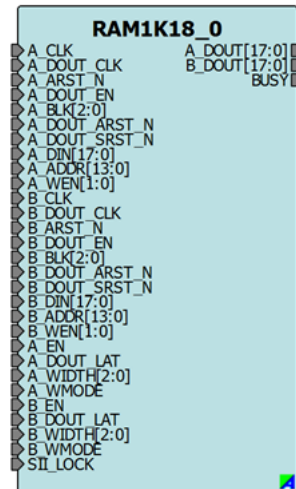 RAM1K18_0
A_CLK
A_DOUT_CLK
A_ARST_N
A_DOUT_EN
A_BLK[2:0]
A_DOUT_ARST_N
A_DOUT_SRST_N
A_DIN[17:0]
A_ADDR[13:0]
A_WEN[1:0]
B_CLK
B_DOUT_CLK
B_ARST_N
B_DOUT_EN
B_BLK[2:0]
B_DOUT_ARST_N
B_DOUT_SRST_N
B_DIN[17:0]
B_ADDR[13:0]
B_WEN[1:0]
A_EN
A_DOUT_LAT
A_WIDTH[2:0]
A_WMODE
B_EN
B_DOUT_LAT
B_WIDTH[2:0]
B_WMODE
SII_LOCK
A_DOUT[17:0]
B_DOUT[17:0]
BUSY
A